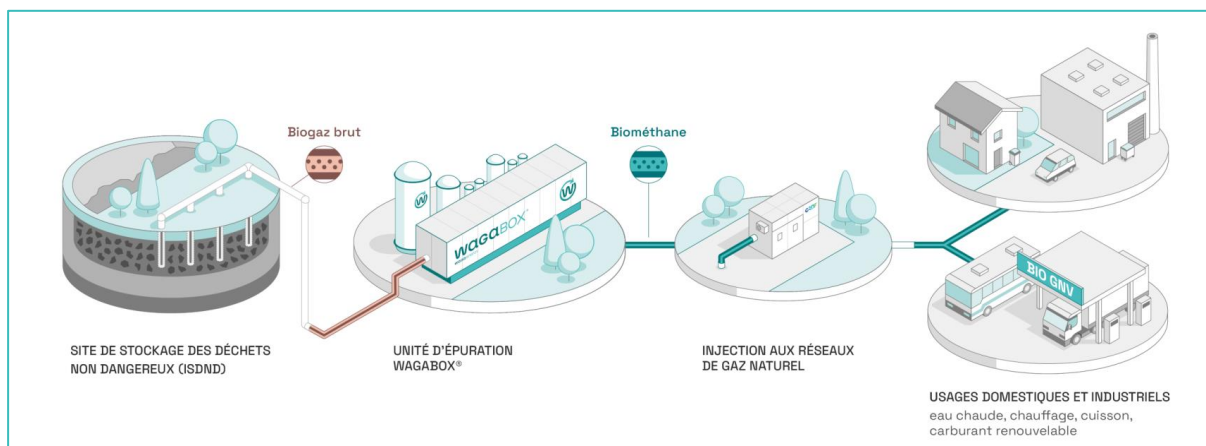 Biogaz brut
Biométhane
WAGABOX
BIO GNV
SITE DE STOCKAGE DES DÉCHETS
NON DANGEREUX (ISDND)
UNITÉ D'ÉPURATION
WAGABOX®
INJECTION AUX RÉSEAUX
DE GAZ NATUREL
USAGES DOMESTIQUES ET INDUSTRIELS
eau chaude, chauffage, cuisson,
carburant renouvelable